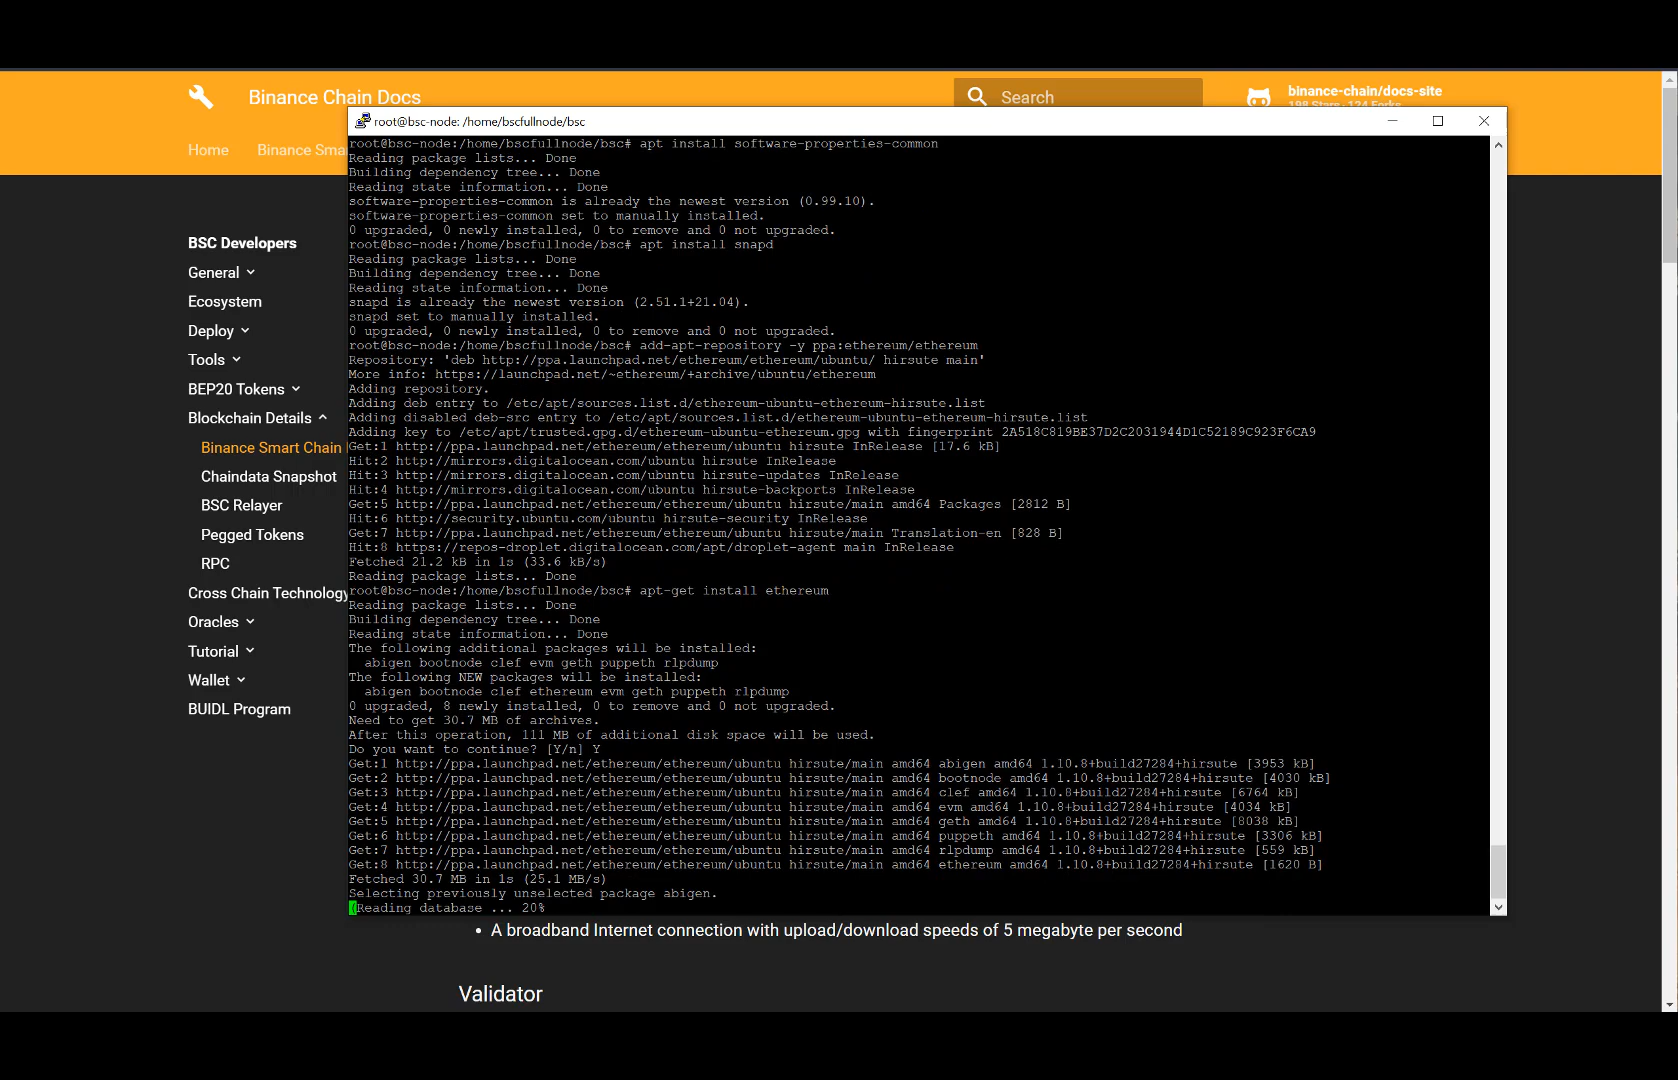 Binance Chain Docs
Search
binance-chain/docs-site
198 Stars · 124 Forks
Home
Binance Sma
root@bsc-node: /home/bscfullnode/bsc
root@bsc-node:/home/bscfullnode/bsc# apt install software-properties-common
Reading package lists... Done
Building dependency tree... Done
Reading state information... Done
software-properties-common is already the newest version (0.99.10).
software-properties-common set to manually installed.
0 upgraded, 0 newly installed, 0 to remove and 0 not upgraded.
root@bsc-node:/home/bscfullnode/bsc# apt install snapd
Reading package lists... Done
Building dependency tree... Done
Reading state information... Done
snapd is already the newest version (2.51.1+21.04).
snapd set to manually installed.
0 upgraded, 0 newly installed, 0 to remove and 0 not upgraded.
root@bsc-node:/home/bscfullnode/bsc# add-apt-repository -y ppa:ethereum/ethereum
Repository: 'deb http://ppa.launchpad.net/ethereum/ethereum/ubuntu/ hirsute main'
More info: https://launchpad.net/~ethereum/+archive/ubuntu/ethereum
Adding repository.
Adding deb entry to /etc/apt/sources.list.d/ethereum-ubuntu-ethereum-hirsute.list
Adding disabled deb-src entry to /etc/apt/sources.list.d/ethereum-ubuntu-ethereum-hirsute.list
Adding key to /etc/apt/trusted.gpg.d/ethereum-ubuntu-ethereum.gpg with fingerprint 2A518C819BE37D2C2031944D1C52189C923F6CA9
Get:1 http://ppa.launchpad.net/ethereum/ethereum/ubuntu hirsute InRelease [17.6 kB]
Hit:2 http://mirrors.digitalocean.com/ubuntu hirsute InRelease
Hit:3 http://mirrors.digitalocean.com/ubuntu hirsute-updates InRelease
Hit:4 http://mirrors.digitalocean.com/ubuntu hirsute-backports InRelease
Get:5 http://ppa.launchpad.net/ethereum/ethereum/ubuntu hirsute/main amd64 Packages [2812 B]
Hit:6 http://security.ubuntu.com/ubuntu hirsute-security InRelease
Get:7 http://ppa.launchpad.net/ethereum/ethereum/ubuntu hirsute/main Translation-en [828 B]
Hit:8 https://repos-droplet.digitalocean.com/apt/droplet-agent main InRelease
Fetched 21.2 kB in 1s (33.6 kB/s)
Reading package lists... Done
root@bsc-node:/home/bscfullnode/bsc# apt-get install ethereum
Reading package lists... Done
Building dependency tree... Done
Reading state information... Done
The following additional packages will be installed:
abigen bootnode clef evm geth puppeth rlpdump
The following NEW packages will be installed:
abigen bootnode clef ethereum evm geth puppeth rlpdump
0 upgraded, 8 newly installed, 0 to remove and 0 not upgraded.
Need to get 30.7 MB of archives.
After this operation, 111 MB of additional disk space will be used.
Do you want to continue? [Y/n] Y
Get:1 http://ppa.launchpad.net/ethereum/ethereum/ubuntu hirsute/main amd64 abigen amd64 1.10.8+build27284+hirsute [3953 kB]
Get:2 http://ppa.launchpad.net/ethereum/ethereum/ubuntu hirsute/main amd64 bootnode amd64 1.10.8+build27284+hirsute [4030 kB]
Get:3 http://ppa.launchpad.net/ethereum/ethereum/ubuntu hirsute/main amd64 clef amd64 1.10.8+build27284+hirsute [6764 kB]
Get:4 http://ppa.launchpad.net/ethereum/ethereum/ubuntu hirsute/main amd64 evm amd64 1.10.8+build27284+hirsute [4034 kB]
Get:5 http://ppa.launchpad.net/ethereum/ethereum/ubuntu hirsute/main amd64 geth amd64 1.10.8+build27284+hirsute [8038 kB]
Get:6 http://ppa.launchpad.net/ethereum/ethereum/ubuntu hirsute/main amd64 puppeth amd64 1.10.8+build27284+hirsute [3306 kB]
Get:7 http://ppa.launchpad.net/ethereum/ethereum/ubuntu hirsute/main amd64 rlpdump amd64 1.10.8+build27284+hirsute [559 kB]
Get:8 http://ppa.launchpad.net/ethereum/ethereum/ubuntu hirsute/main amd64 ethereum amd64 1.10.8+build27284+hirsute [1620 B]
Fetched 30.7 MB in 1s (25.1 MB/s)
Selecting previously unselected package abigen.
(Reading database ... 20%
BSC Developers
General
Ecosystem
Deploy
Tools
BEP20 Tokens
Blockchain Details
Binance Smart Chain
Chaindata Snapshot
BSC Relayer
Pegged Tokens
RPC
Cross Chain Technology
Oracles
Tutorial
Wallet
BUIDL Program
• A broadband Internet connection with upload/download speeds of 5 megabyte per second
Validator